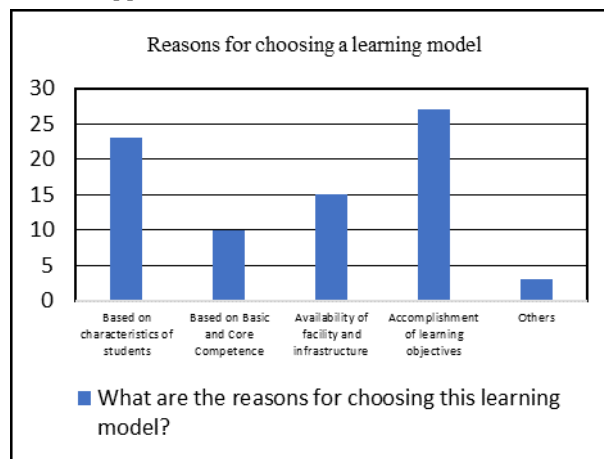 Reasons for choosing a learning model
30
25
20
15
10
5
0
Based on
characteristics of
students
Based on Basic
and Core
Competence
Availability of
facility and
infrastructure
Accomplishment
of learning
objectives
Others
What are the reasons for choosing this learning
model?